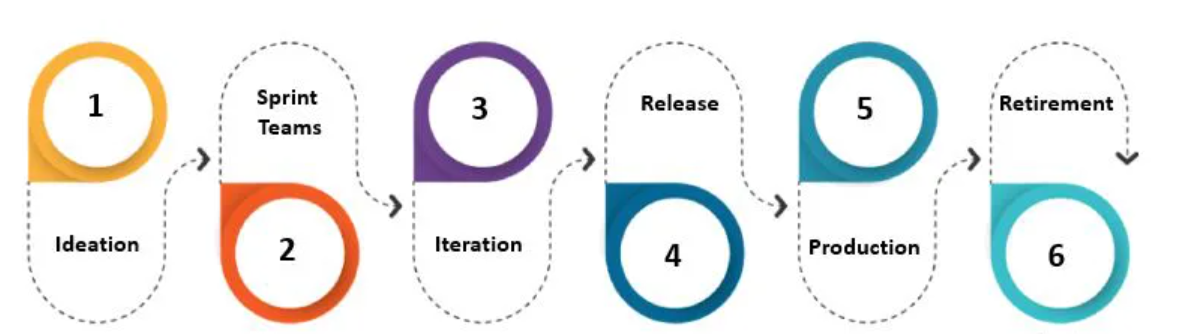 1
Ideation
Sprint
Teams
2
3
Iteration
Release
4
5
Production
Retirement
6